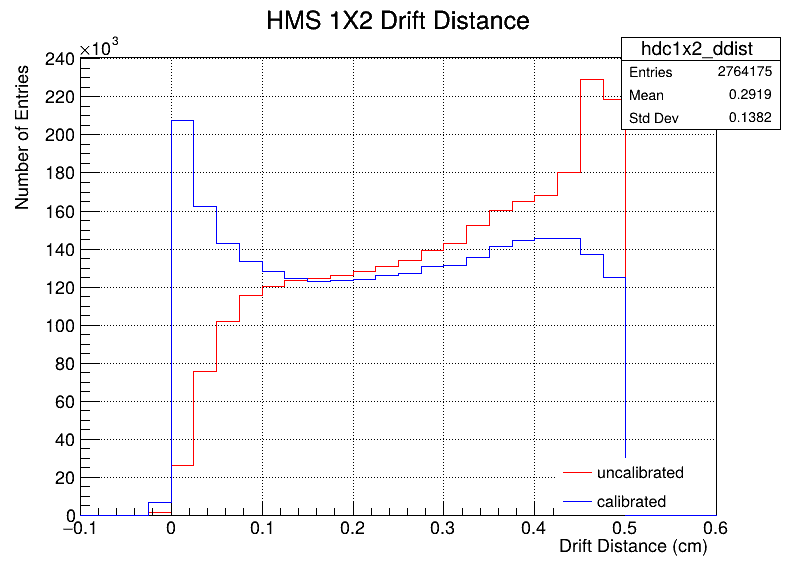 HMS 1X2 Drift Distance
hdc1x2_ddist
Entries 2764175
Mean 0.2919
Std Dev 0.1382
×10³
Number of Entries
240
220
200
180
160
140
120
100
80
60
40
20
0
uncalibrated
calibrated
−0.1 0 0.1 0.2 0.3 0.4 0.5 0.6
Drift Distance (cm)